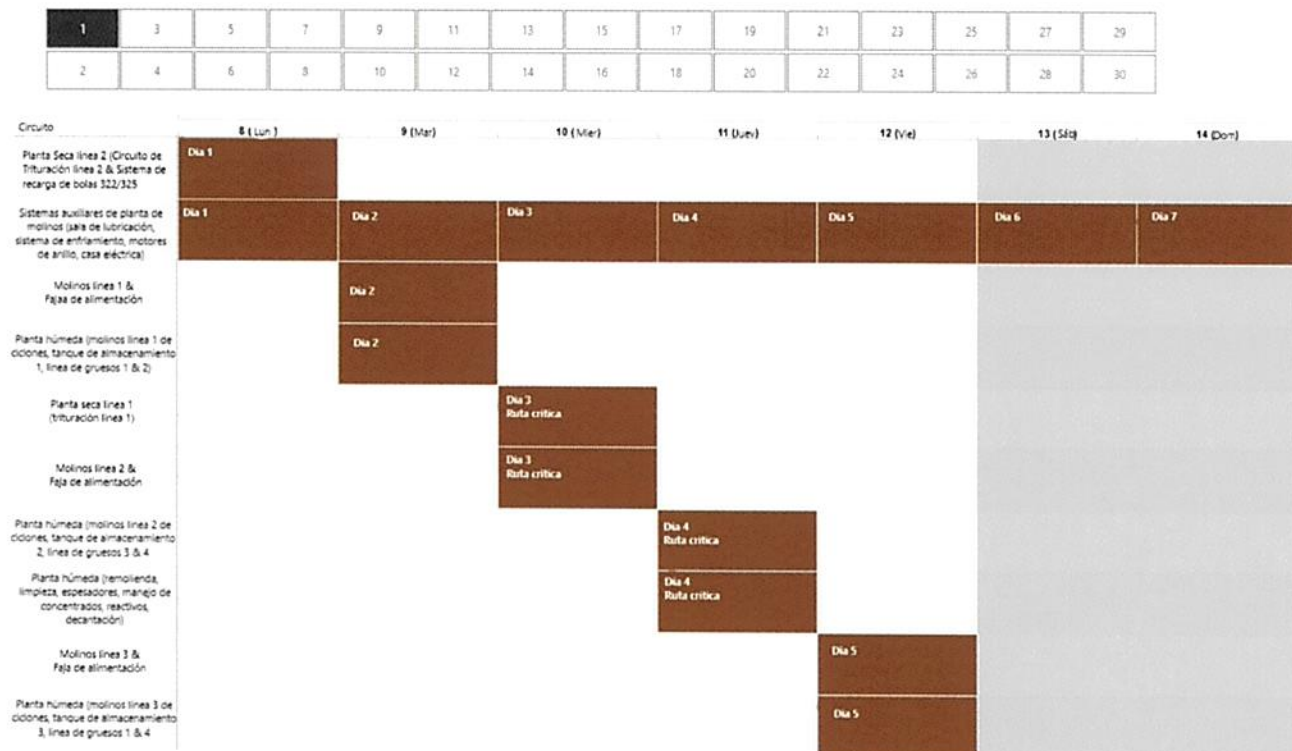 1 3 5 7 9 11 13 15 17 19 21 23 25 27 29
2 4 6 8 10 12 14 16 18 20 22 24 26 28 30
Circuito 8 (Lun ) 9 (Mar) 10 (Mier) 11 (Juev) 12 (Vie) 13 (Sáb) 14 (Dom)
Planta Seca línea 2 (Circuito de
Trituración línea 2 & Sistema de
recarga de bolas 322/325
Día 1
Sistemas auxiliares de planta de
molinos (sala de lubricación,
sistema de enfriamiento, motores
de anillo, casa eléctrica)
Día 1 Día 2 Día 3 Día 4 Día 5 Día 6 Día 7
Molinos línea 1 &
Fajaa de alimentación
Día 2
Planta húmeda (molinos línea 1 de
ciclones, tanque de almacenamiento
1, línea de gruesos 1 & 2)
Día 2
Planta seca línea 1
(trituración línea 1)
Día 3
Ruta crítica
Molinos línea 2 &
Faja de alimentación
Día 3
Ruta crítica
Planta húmeda (molinos línea 2 de
ciclones, tanque de almacenamiento
2, línea de gruesos 3 & 4
Día 4
Ruta crítica
Planta húmeda (remolienda,
limpieza, espesadores, manejo de
concentrados, reactivos,
decantación)
Día 4
Ruta crítica
Molinos línea 3 &
Faja de alimentación
Día 5
Planta húmeda (molinos línea 3 de
ciclones, tanque de almacenamiento
3, línea de gruesos 1 & 4
Día 5